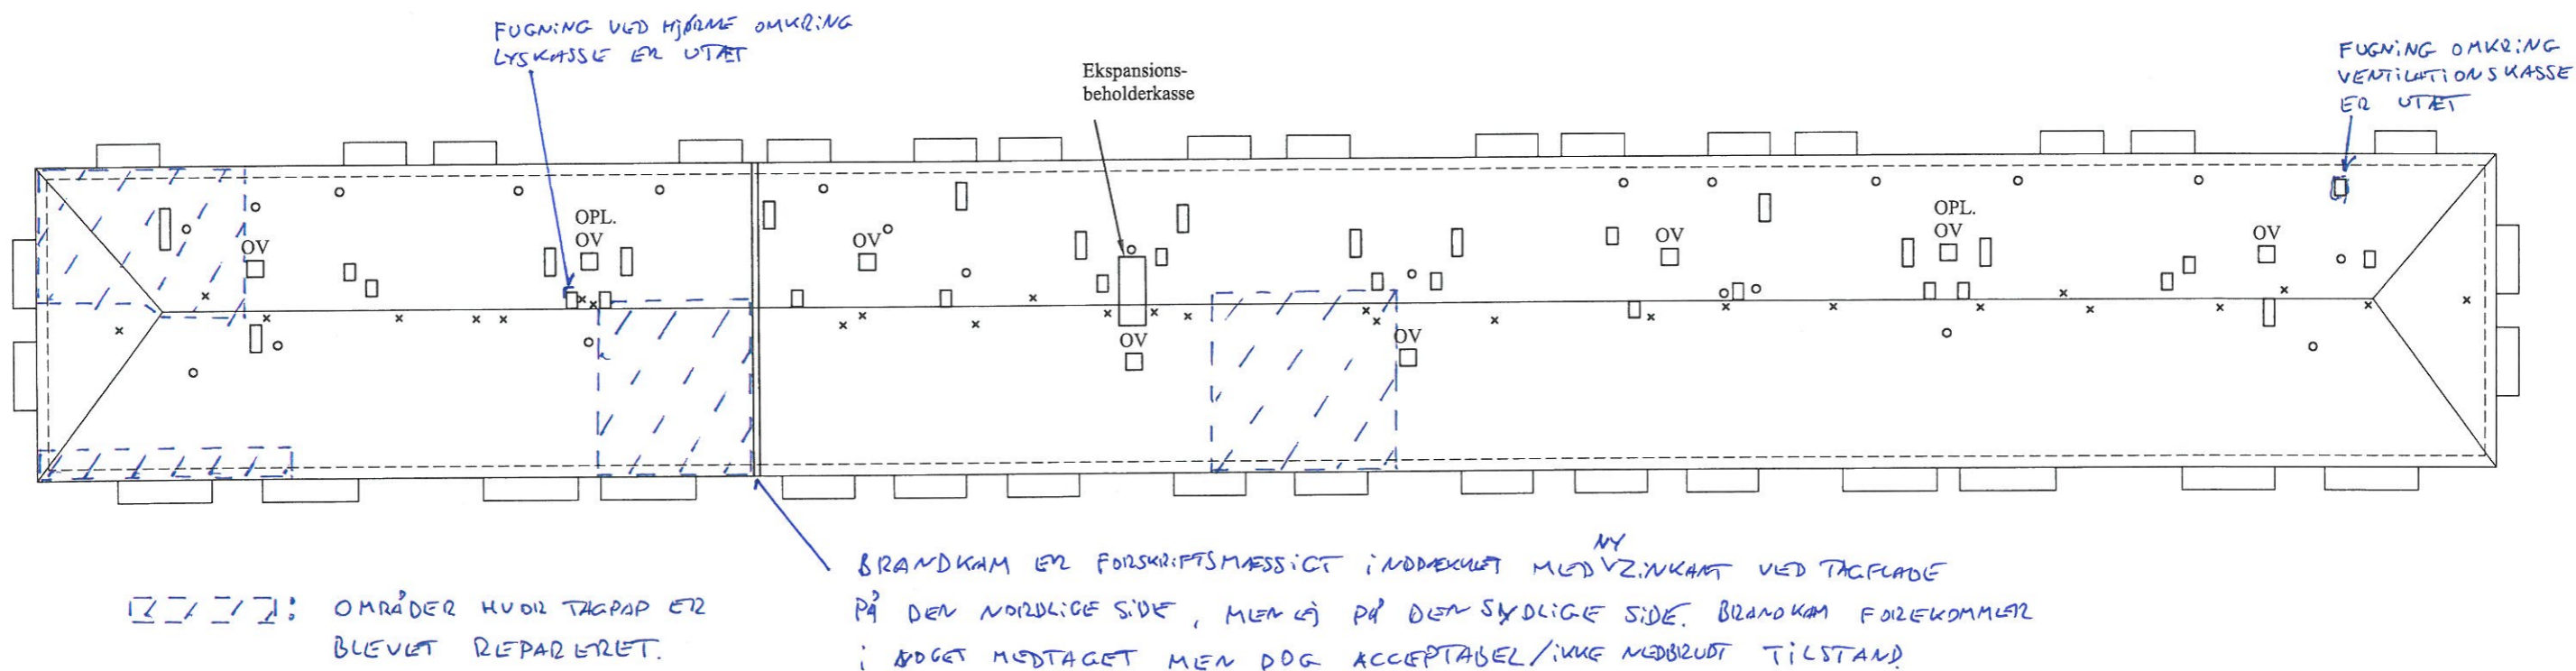 FUGNING VED HJØRNE OMKRING
LYSKASSE ER UTÆT
Ekspansions-
beholderkasse
FUGNING OMKRING
VENTILATIONSKASSE
ER UTÆT
OV
OPL.
OV
OV
OV
OV
OV
OPL.
OV
OV
BRANDKAM ER FORSKRIFTSMÆSSIGT INDDÆKKET MED NY ZINKANT VED TAGFLADE
PÅ DEN NORDLIGE SIDE, MEN EJ PÅ DEN SYDLIGE SIDE. BRANDKAM FOREKOMMER
I NOGET MEDTAGET MEN DOG ACCEPTABEL/IKKE NEDBRUDT TILSTAND.
: OMRÅDER HVOR TAGPAP ER
BLEVET REPARERET.